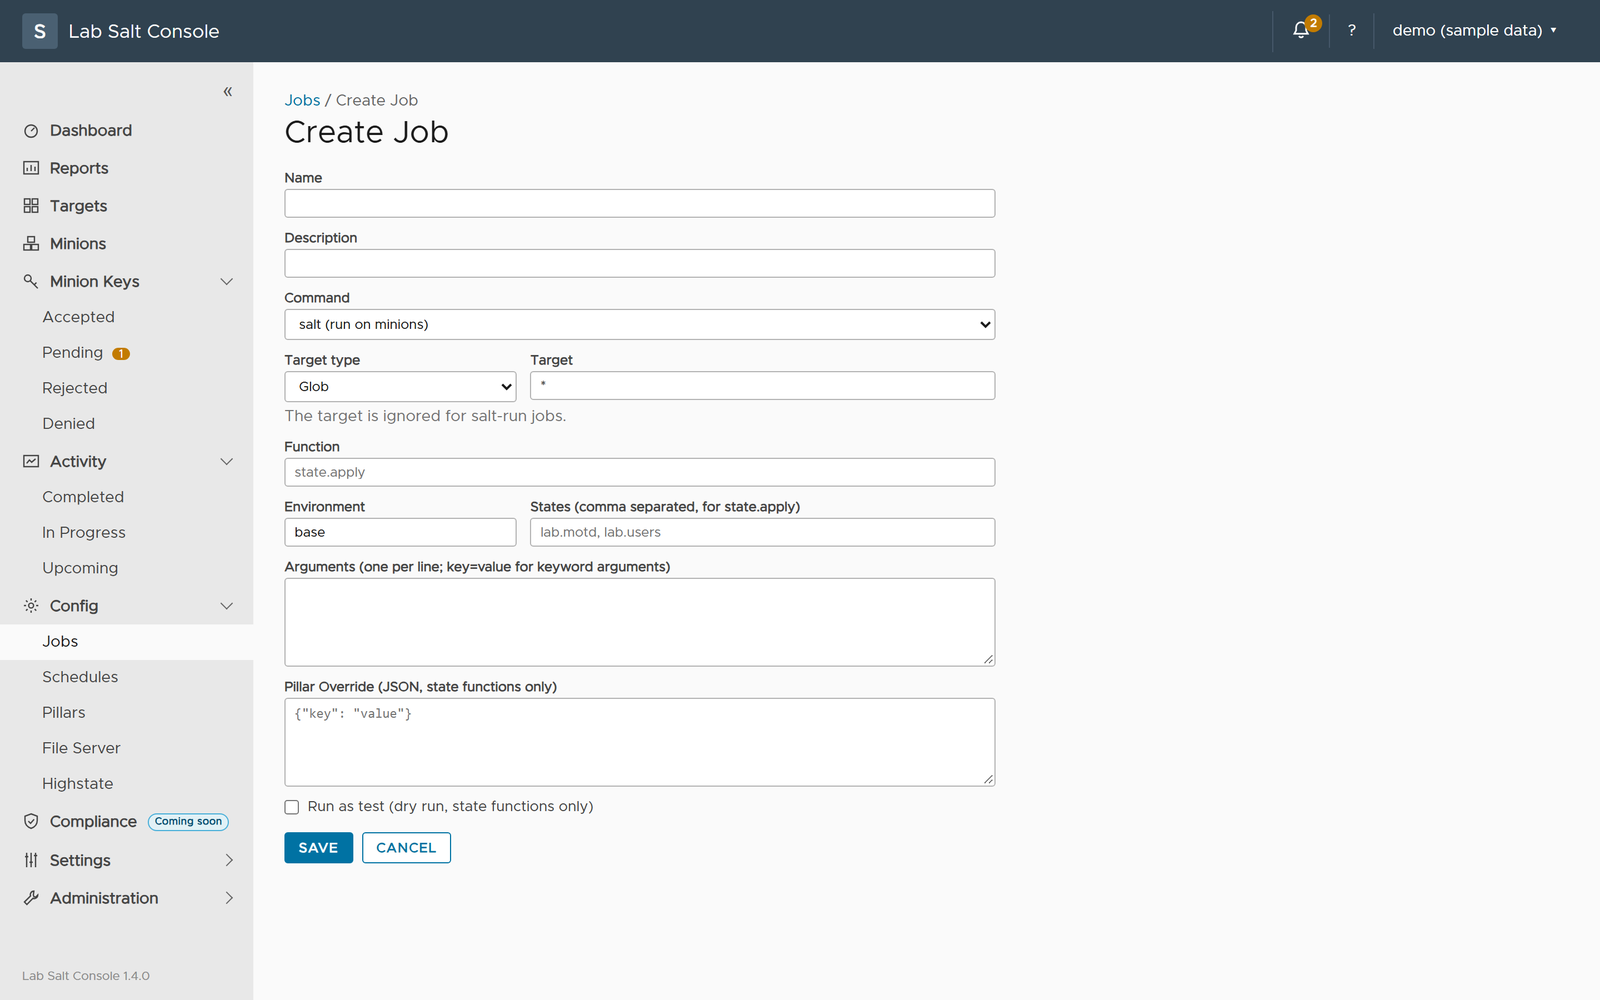 S Lab Salt Console
2
?
demo (sample data) ▾
«
Dashboard
Reports
Targets
Minions
Minion Keys
Accepted
Pending 1
Rejected
Denied
Activity
Completed
In Progress
Upcoming
Config
Jobs
Schedules
Pillars
File Server
Highstate
Compliance Coming soon
Settings
Administration
Lab Salt Console 1.4.0
Jobs / Create Job
Create Job
Name
Description
Command
salt (run on minions)
Target type Target
Glob *
The target is ignored for salt-run jobs.
Function
state.apply
Environment States (comma separated, for state.apply)
base lab.motd, lab.users
Arguments (one per line; key=value for keyword arguments)
Pillar Override (JSON, state functions only)
{"key": "value"}
Run as test (dry run, state functions only)
SAVE CANCEL